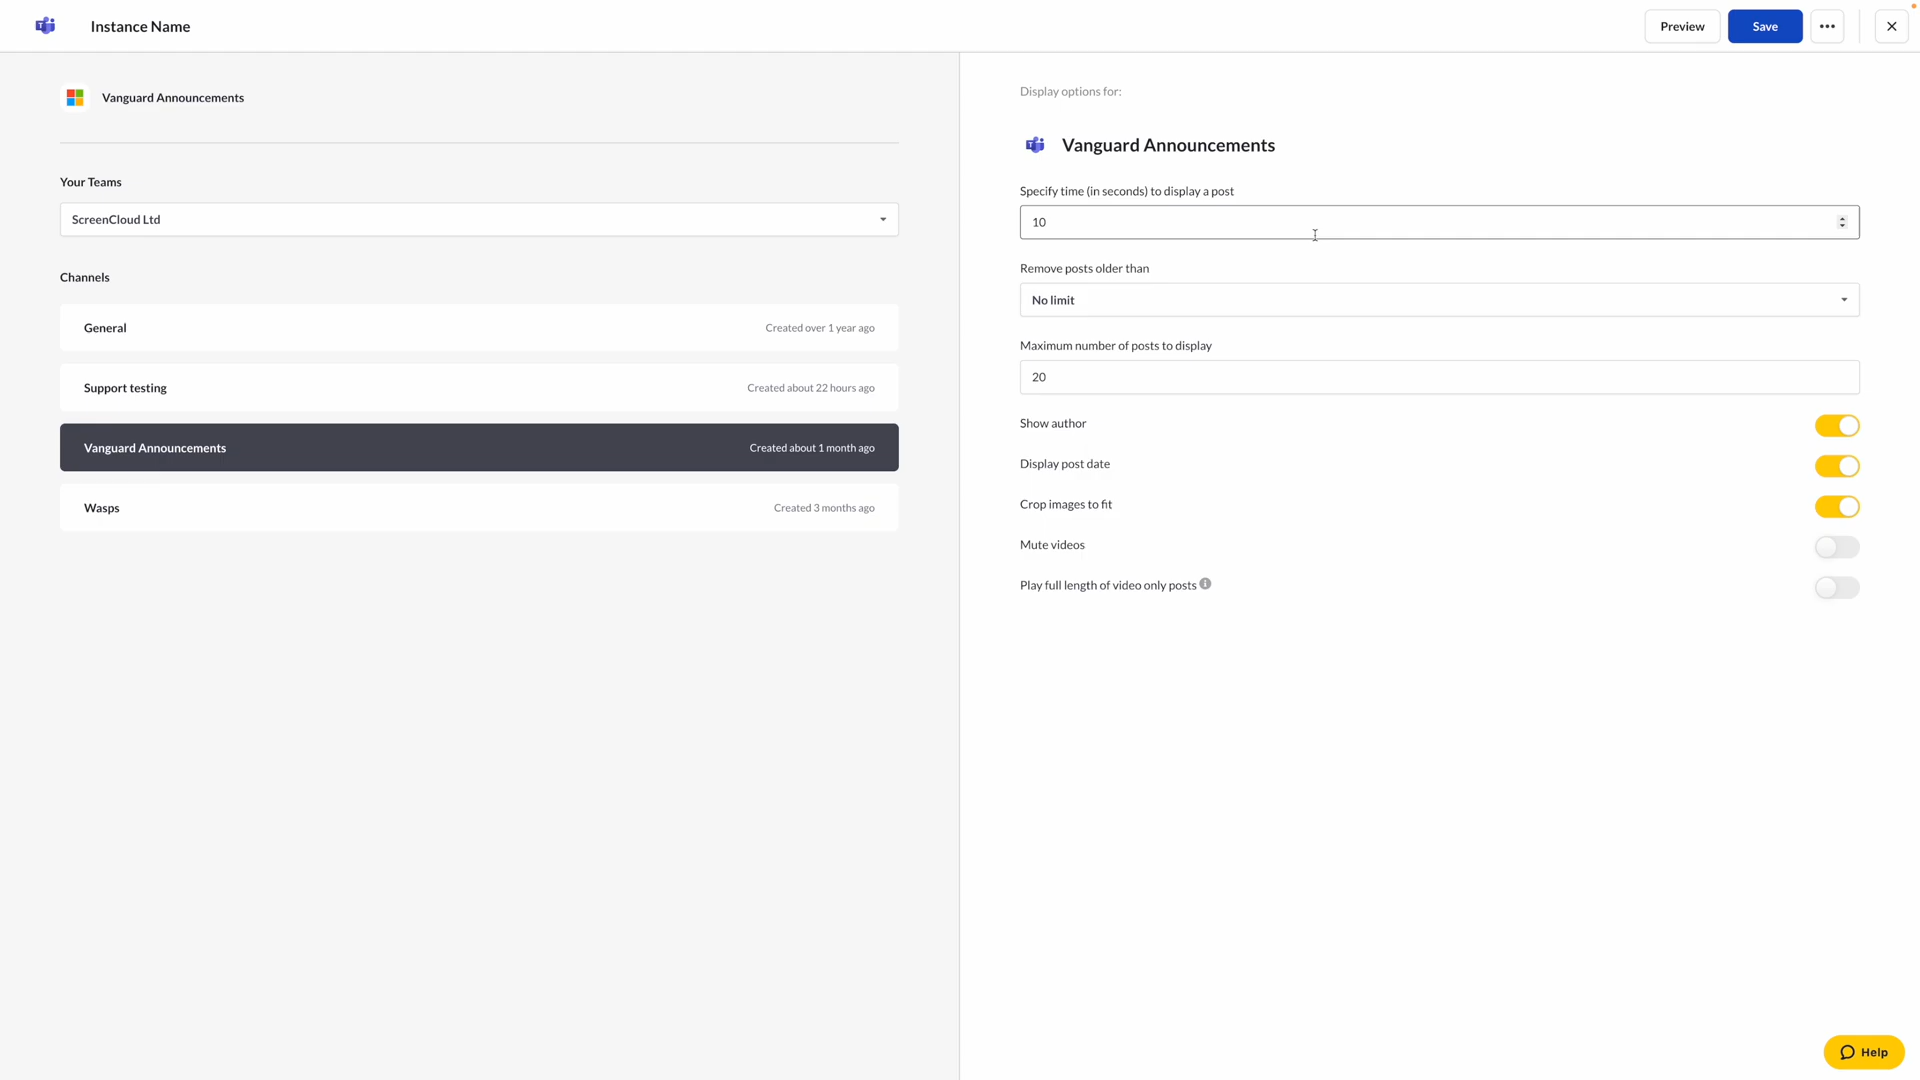 Instance Name
Preview
Save
Vanguard Announcements
Your Teams
ScreenCloud Ltd
Channels
General
Created over 1 year ago
Support testing
Created about 22 hours ago
Vanguard Announcements
Created about 1 month ago
Wasps
Created 3 months ago
Display options for:
Vanguard Announcements
Specify time (in seconds) to display a post
10
Remove posts older than
No limit
Maximum number of posts to display
20
Show author
Display post date
Crop images to fit
Mute videos
Play full length of video only posts
Help